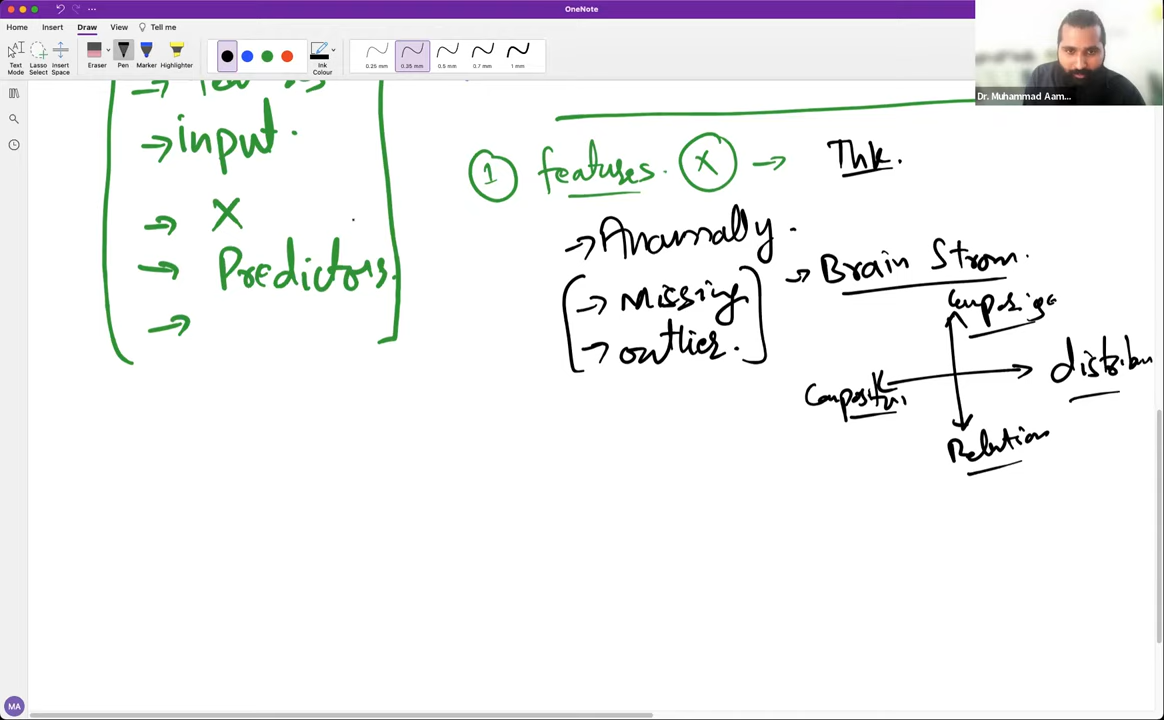 OneNote
Home Insert Draw View Tell me
Text Mode
Lasso Select
Insert Space
Eraser
Pen
Marker
Highlighter
Ink Colour
0.25 mm
0.35 mm
0.5 mm
0.7 mm
1 mm
Dr. Muhammad Aam...
→ input.
→ X
→ Predictors.
→
1 features. X → Thk.
→ Anamally.
→ Missing
→ outlier.
→ Brain Strom.
distribu
Relation
MA